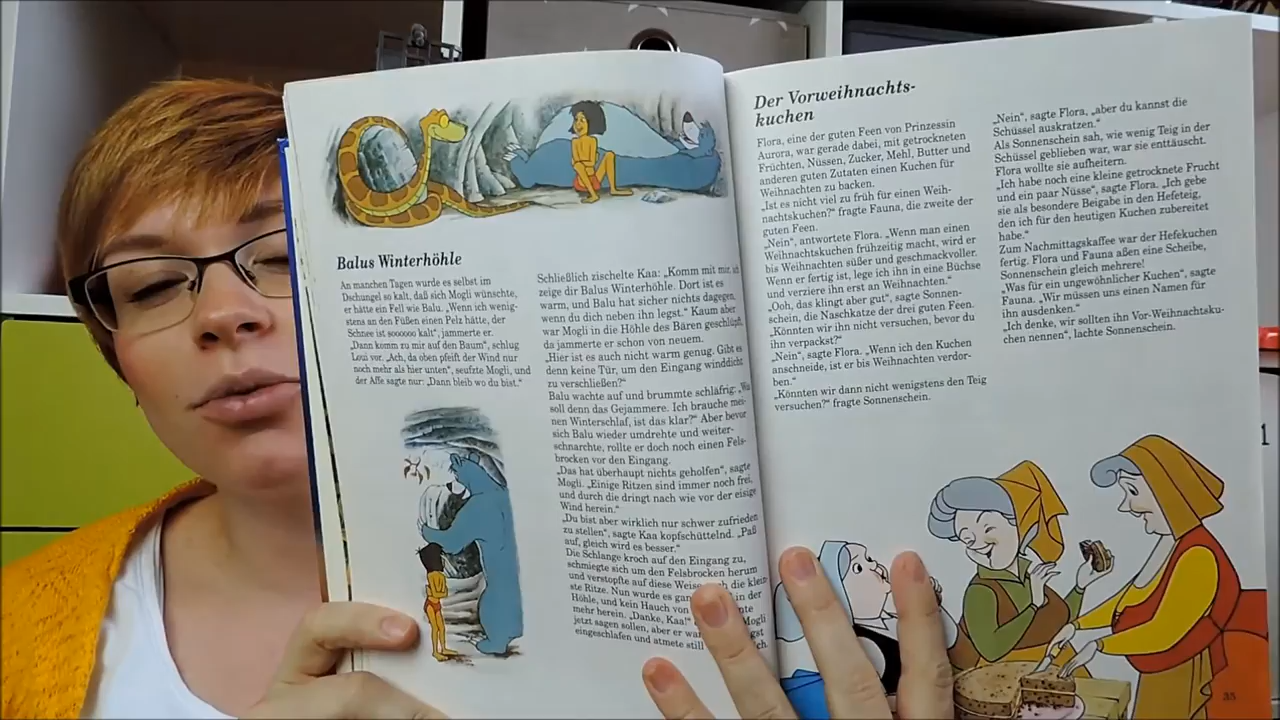 Balus Winterhöhle
An manchen Tagen wurde es selbst im
Dschungel so kalt, daß sich Mogli wünschte,
er hätte ein Fell wie Balu. „Wenn ich wenig-
stens an den Füßen einen Pelz hätte, der
Schnee ist sooooo kalt“, jammerte er.
„Dann komm zu mir auf den Baum“, schlug
Loui vor. „Ach, da oben pfeift der Wind nur
noch mehr als hier unten“, seufzte Mogli, und
der Affe sagte nur: „Dann bleib wo du bist.“
Schließlich zischelte Kaa: „Komm mit mir, ich
zeige dir Balus Winterhöhle. Dort ist es
warm, und Balu hat sicher nichts dagegen,
wenn du dich neben ihn legst.“ Kaum aber
war Mogli in die Höhle des Bären geschlüpft,
da jammerte er schon von neuem.
„Hier ist es auch nicht warm genug. Gibt es
denn keine Tür, um den Eingang winddicht
zu verschließen?“
Balu wachte auf und brummte schläfrig: „Was
soll denn das Gejammere. Ich brauche mei-
nen Winterschlaf, ist das klar?“ Aber bevor
sich Balu wieder umdrehte und weiter-
schnarchte, rollte er doch noch einen Fels-
brocken vor den Eingang.
„Das hat überhaupt nichts geholfen“, sagte
Mogli. „Einige Ritzen sind immer noch frei,
und durch die dringt nach wie vor der eisige
Wind herein.“
„Du bist aber wirklich nur schwer zufrieden
zu stellen“, sagte Kaa kopfschüttelnd. „Paß
auf, gleich wird es besser.“
Die Schlange kroch auf den Eingang zu,
schmiegte sich um den Felsbrocken herum
und verstopfte auf diese Weise die klein-
ste Ritze. Nun wurde es in der
Höhle, und kein Hauch von
mehr herein. „Danke, Kaa!“ Mogli
jetzt sagen sollen, aber er war
eingeschlafen und atmete still
Der Vorweihnachts-
kuchen
Flora, eine der guten Feen von Prinzessin
Aurora, war gerade dabei, mit getrockneten
Früchten, Nüssen, Zucker, Mehl, Butter und
anderen guten Zutaten einen Kuchen für
Weihnachten zu backen.
„Ist es nicht viel zu früh für einen Weih-
nachtskuchen?“ fragte Fauna, die zweite der
guten Feen.
„Nein“, antwortete Flora. „Wenn man einen
Weihnachtskuchen frühzeitig macht, wird er
bis Weihnachten süßer und geschmackvoller.
Wenn er fertig ist, lege ich ihn in eine Büchse
und verziere ihn erst an Weihnachten.“
„Ooh, das klingt aber gut“, sagte Sonnen-
schein, die Naschkatze der drei guten Feen.
„Könnten wir ihn nicht versuchen, bevor du
ihn verpackst?“
„Nein“, sagte Flora. „Wenn ich den Kuchen
anschneide, ist er bis Weihnachten verdor-
ben.“
„Könnten wir dann nicht wenigstens den Teig
versuchen?“ fragte Sonnenschein.
„Nein“, sagte Flora, „aber du kannst die
Schüssel auskratzen.“
Als Sonnenschein sah, wie wenig Teig in der
Schüssel geblieben war, war sie enttäuscht.
Flora wollte sie aufheitern.
„Ich habe noch eine kleine getrocknete Frucht
und ein paar Nüsse“, sagte Flora. „Ich gebe
sie als besondere Beigabe in den Hefeteig,
den ich für den heutigen Kuchen zubereitet
habe.“
Zum Nachmittagskaffee war der Hefekuchen
fertig. Flora und Fauna aßen eine Scheibe,
Sonnenschein gleich mehrere!
„Was für ein ungewöhnlicher Kuchen“, sagte
Fauna. „Wir müssen uns einen Namen für
ihn ausdenken.“
„Ich denke, wir sollten ihn Vor-Weihnachtsku-
chen nennen“, lachte Sonnenschein.
35
1